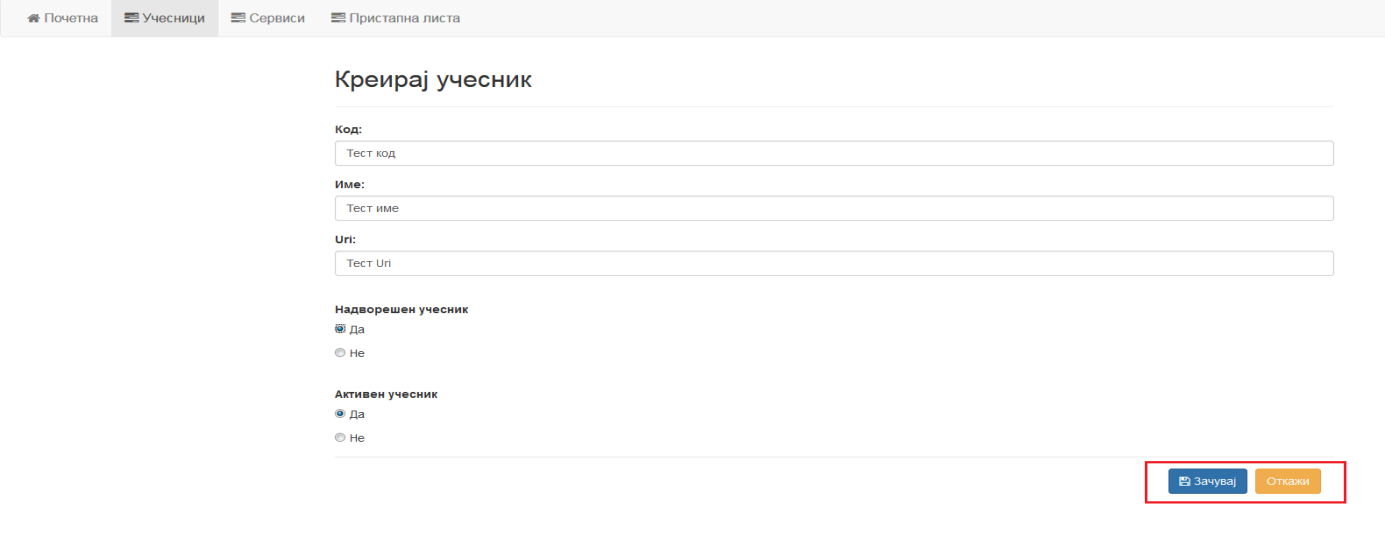 Почетна Учесници Сервиси Пристапна листа
Креирај учесник
Код:
Тест код
Име:
Тест име
Uri:
Тест Uri
Надворешен учесник
Да
Не
Активен учесник
Да
Не
Зачувај Откажи